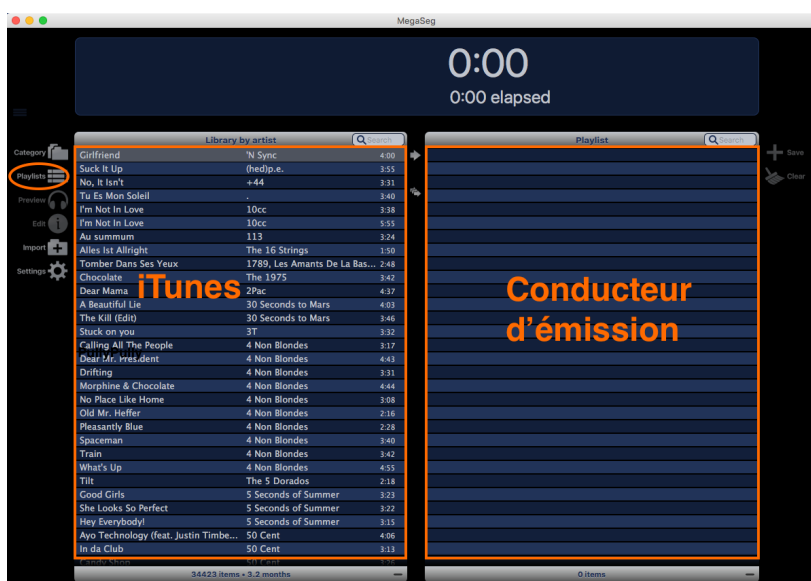 MegaSeg
0:00
0:00 elapsed
Library by artist Search
Playlist Search
Category
Playlists
Preview
Edit
Import
Settings
Save
Clear
Girlfriend 'N Sync 4:00
Suck It Up (hed)p.e. 3:55
No, It Isn't +44 3:31
Tu Es Mon Soleil . 3:40
I'm Not In Love 10cc 3:38
I'm Not In Love 10cc 5:55
Au summum 113 3:24
Alles Ist Allright The 16 Strings 1:50
Tomber Dans Ses Yeux 1789, Les Amants De La Bas... 2:48
Chocolate The 1975 3:42
Dear Mama 2Pac 4:37
A Beautiful Lie 30 Seconds to Mars 4:03
The Kill (Edit) 30 Seconds to Mars 3:46
Stuck on you 3T 3:32
Calling All The People 4 Non Blondes 3:17
Dear Mr. President 4 Non Blondes 4:43
Drifting 4 Non Blondes 3:31
Morphine & Chocolate 4 Non Blondes 4:44
No Place Like Home 4 Non Blondes 3:08
Old Mr. Heffer 4 Non Blondes 2:16
Pleasantly Blue 4 Non Blondes 2:28
Spaceman 4 Non Blondes 3:40
Train 4 Non Blondes 3:42
What's Up 4 Non Blondes 4:55
Tilt The 5 Dorados 2:18
Good Girls 5 Seconds of Summer 3:23
She Looks So Perfect 5 Seconds of Summer 3:22
Hey Everybody! 5 Seconds of Summer 3:15
Ayo Technology (feat. Justin Timbe... 50 Cent 4:06
In da Club 50 Cent 3:13
Candy Shop 50 Cent 3:26
34423 items • 3.2 months
iTunes
Conducteur
d'émission
0 items